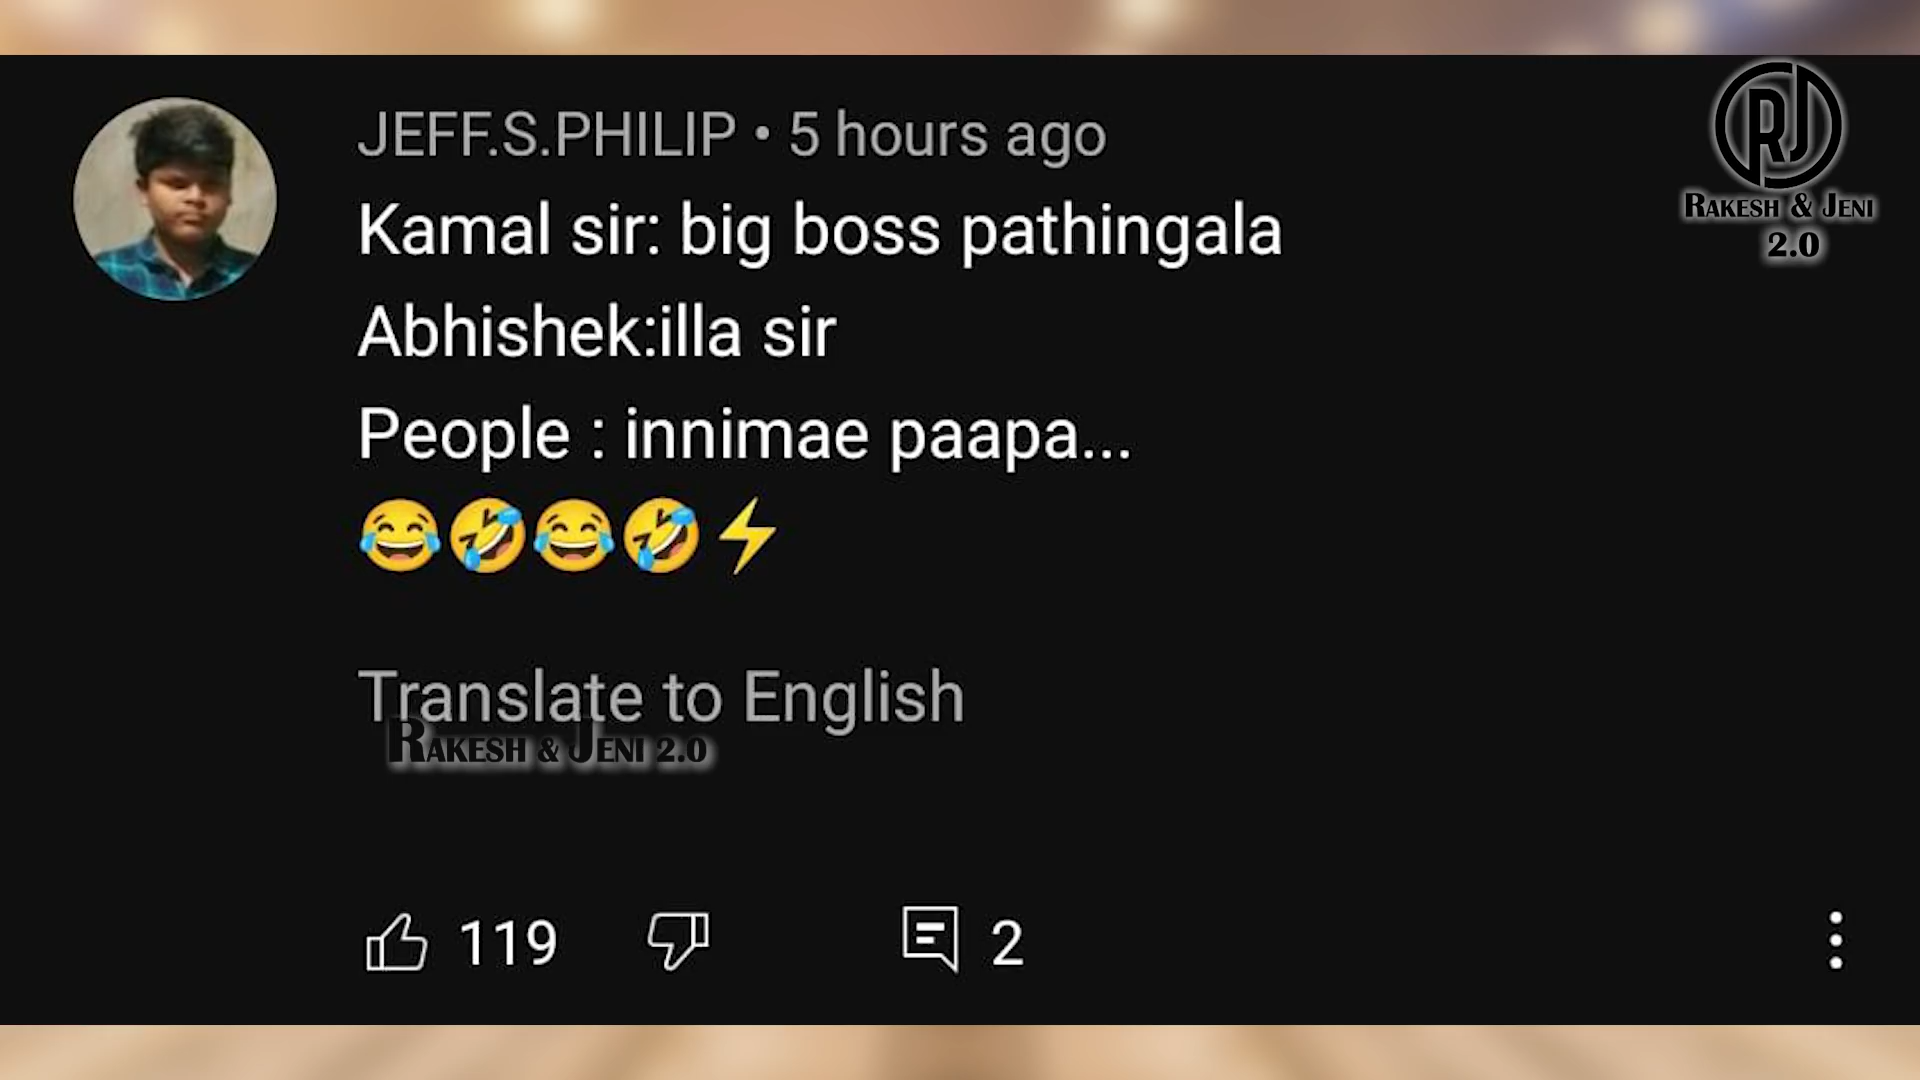 JEFF.S.PHILIP • 5 hours ago
Kamal sir: big boss pathingala
Abhishek:illa sir
People : innimae paapa...
😂🤣😂🤣⚡
Translate to English
RAKESH & JENI 2.0
119
2
RJ
RAKESH & JENI
2.0